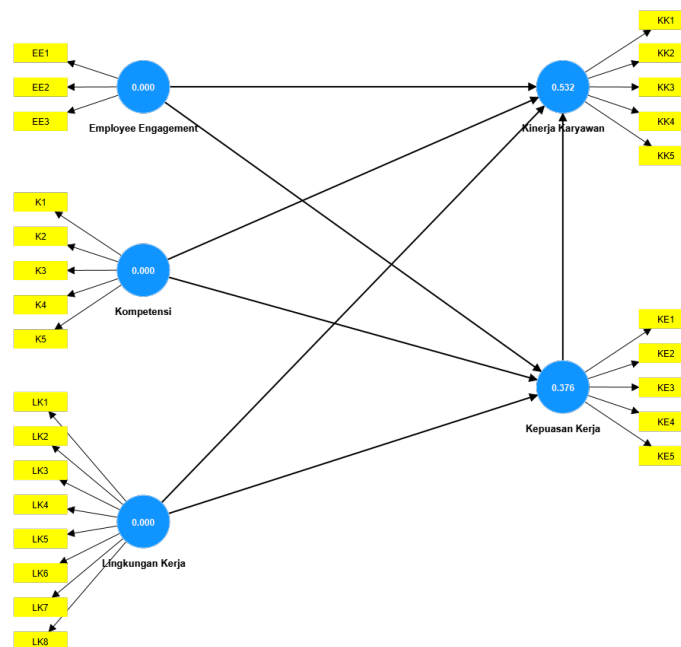 EE1
EE2
EE3
0.000
Employee Engagement
K1
K2
K3
K4
K5
0.000
Kompetensi
LK1
LK2
LK3
LK4
LK5
LK6
LK7
LK8
0.000
Lingkungan Kerja
0.532
Kinerja Karyawan
KK1
KK2
KK3
KK4
KK5
0.376
Kepuasan Kerja
KE1
KE2
KE3
KE4
KE5